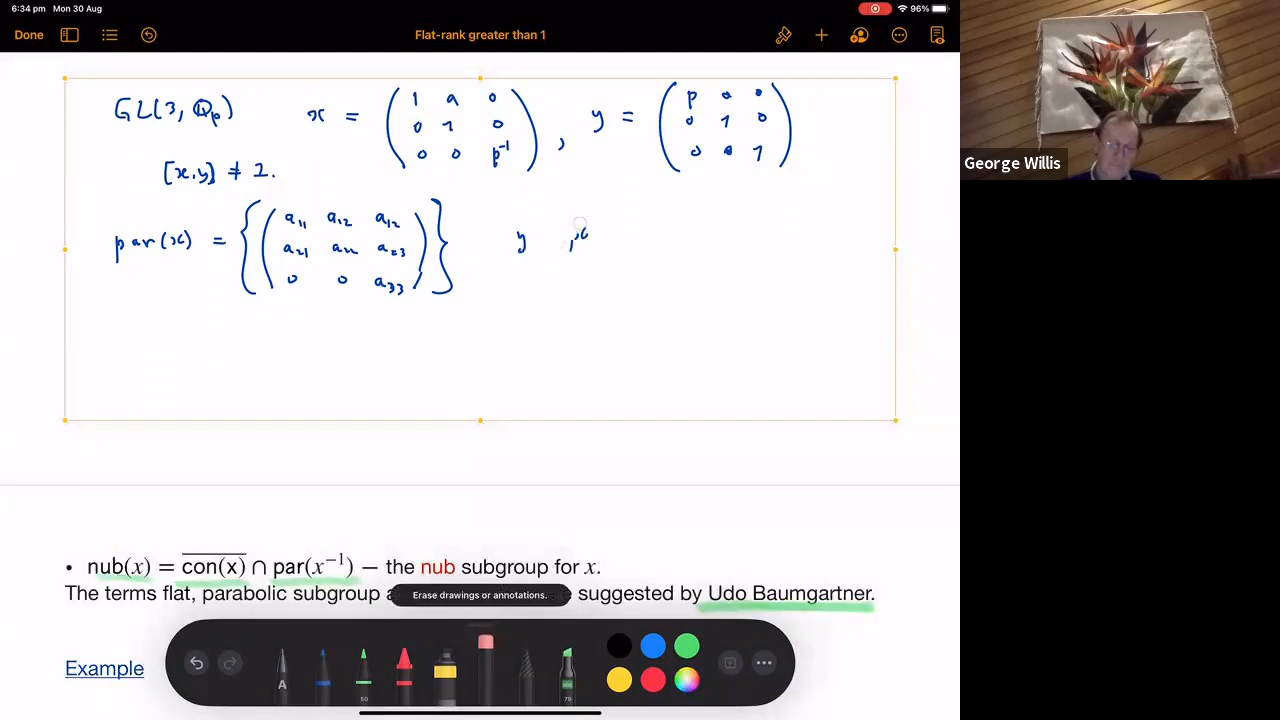 6:34 pm Mon 30 Aug
96%
Done
Flat-rank greater than 1
GL(3, ℚp) x = ( 1 a 0 / 0 1 0 / 0 0 p⁻¹ ) , y = ( p 0 0 / 0 1 0 / 0 0 1 )
George Willis
[x,y] ≠ 1.
par(x) = { ( a11 a12 a12 / a21 a22 a23 / 0 0 a33 ) } y
• nub(x) = con(x)‾ ∩ par(x⁻¹) — the nub subgroup for x.
The terms flat, parabolic subgroup a
Erase drawings or annotations.
suggested by Udo Baumgartner.
Example
A
50
79